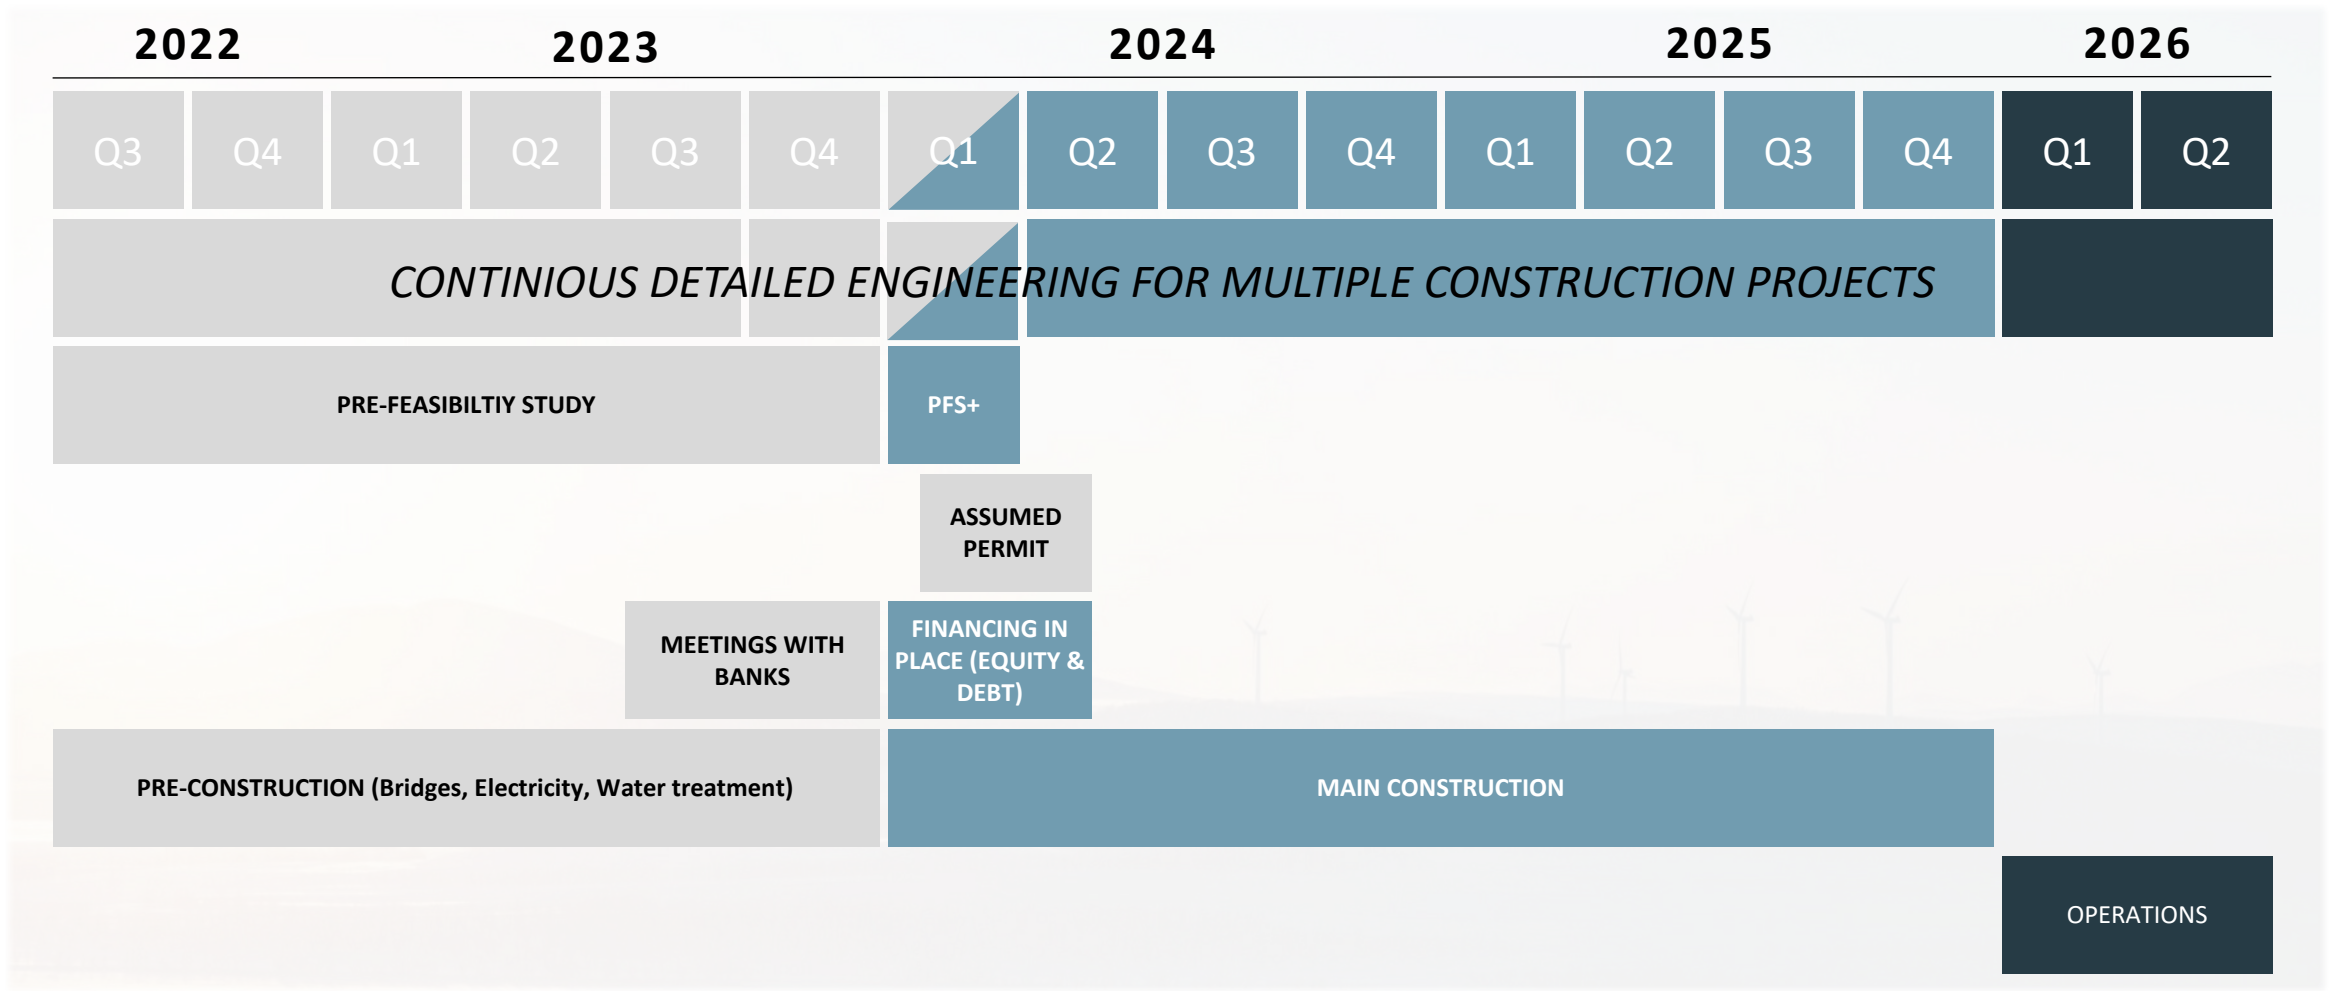 2022 2023 2024 2025 2026
Q3 Q4 Q1 Q2 Q3 Q4 Q1 Q2 Q3 Q4 Q1 Q2 Q3 Q4 Q1 Q2
CONTINIOUS DETAILED ENGINEERING FOR MULTIPLE CONSTRUCTION PROJECTS
PRE-FEASIBILTIY STUDY
PFS+
ASSUMED
PERMIT
MEETINGS WITH
BANKS
FINANCING IN
PLACE (EQUITY &
DEBT)
PRE-CONSTRUCTION (Bridges, Electricity, Water treatment)
MAIN CONSTRUCTION
OPERATIONS